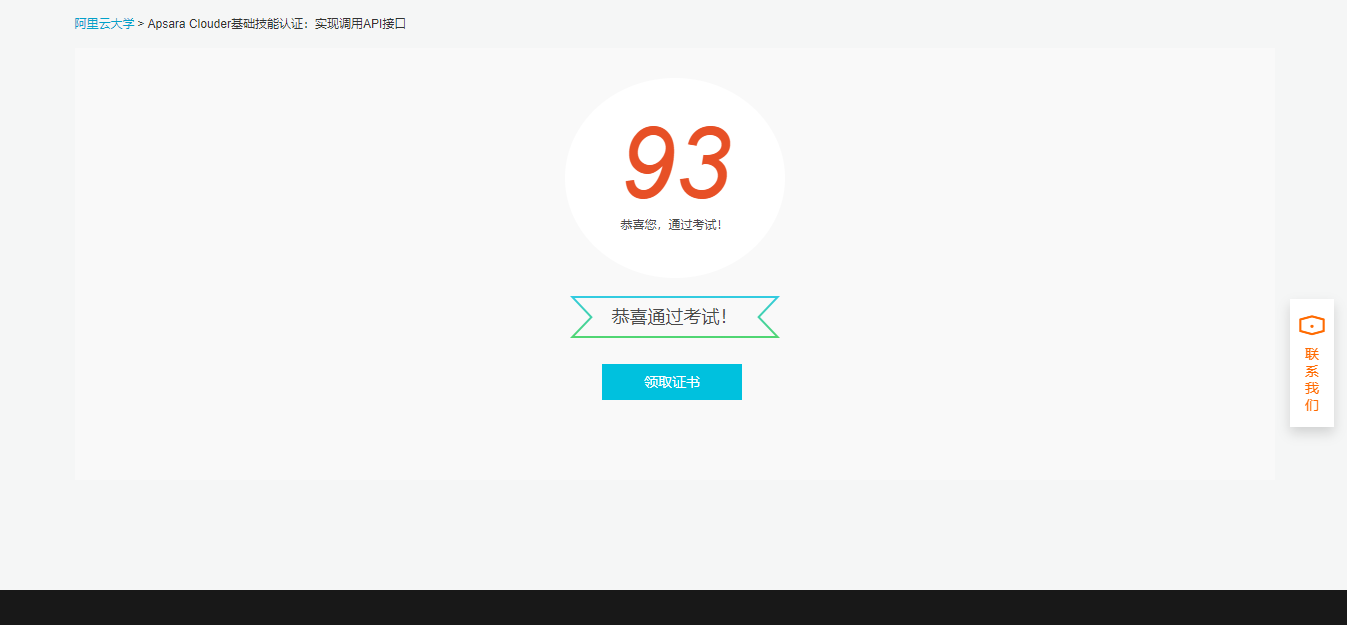 阿里云大学 > Apsara Clouder基础技能认证：实现调用API接口
93
恭喜您，通过考试！
恭喜通过考试！
领取证书
联
系
我
们